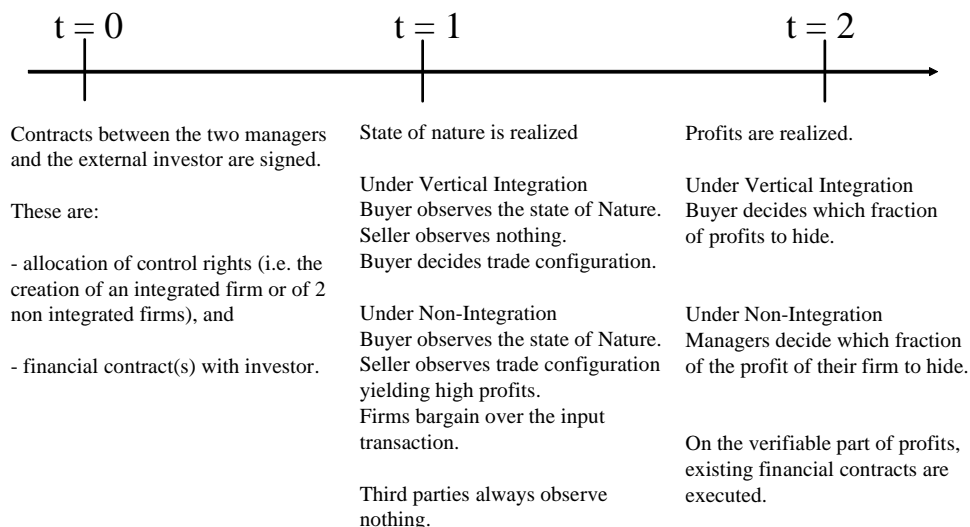 t = 0
t = 1
t = 2
Contracts between the two managers
and the external investor are signed.
These are:
- allocation of control rights (i.e. the
creation of an integrated firm or of 2
non integrated firms), and
- financial contract(s) with investor.
State of nature is realized
Under Vertical Integration
Buyer observes the state of Nature.
Seller observes nothing.
Buyer decides trade configuration.
Under Non-Integration
Buyer observes the state of Nature.
Seller observes trade configuration
yielding high profits.
Firms bargain over the input
transaction.
Third parties always observe
nothing.
Profits are realized.
Under Vertical Integration
Buyer decides which fraction
of profits to hide.
Under Non-Integration
Managers decide which fraction
of the profit of their firm to hide.
On the verifiable part of profits,
existing financial contracts are
executed.